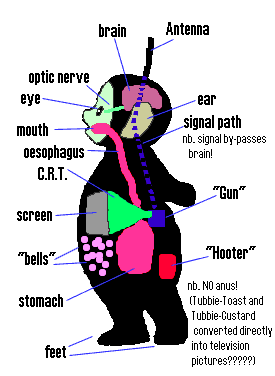 brain
Antenna
optic nerve
eye
ear
mouth
signal path
nb. signal by-passes
brain!
oesophagus
C.R.T.
"Gun"
screen
"bells"
"Hooter"
stomach
nb. NO anus!
(Tubbie-Toast and
Tubbie-Custard
converted directly
into television
pictures?????)
feet